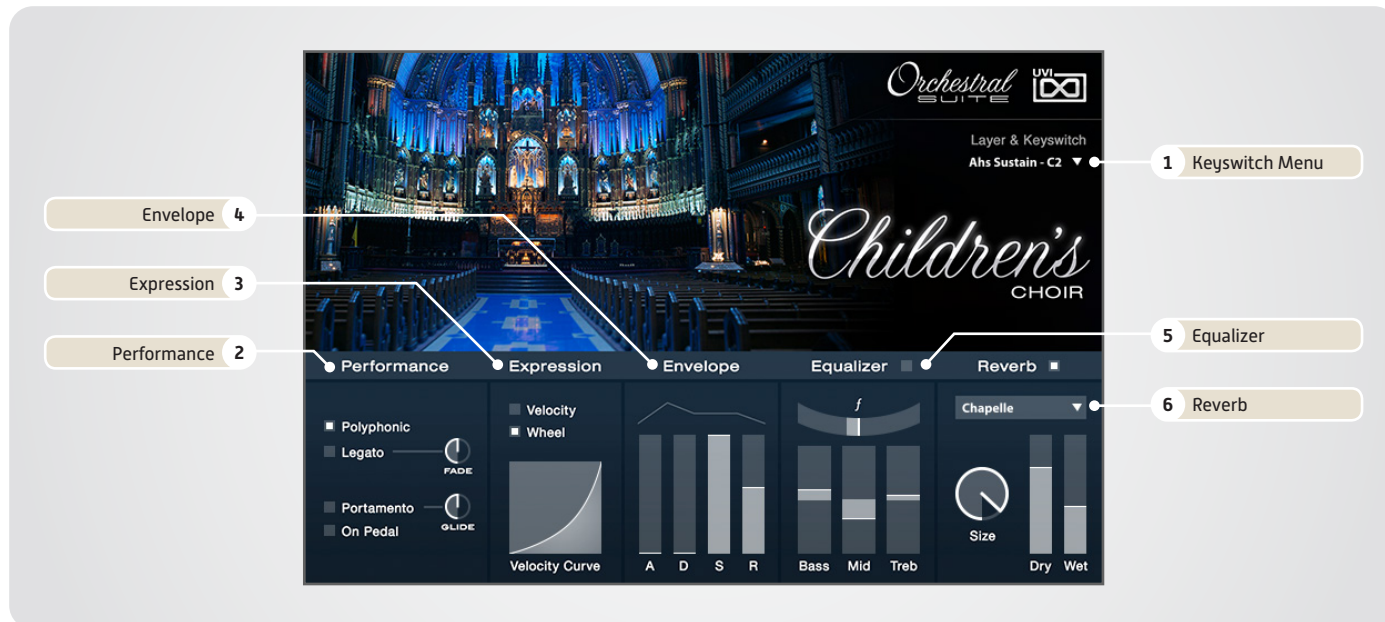 Orchestral
SUITE
UVI
Layer & Keyswitch
Ahs Sustain - C2
1 Keyswitch Menu
Envelope 4
Expression 3
Performance 2
Children's
CHOIR
5 Equalizer
6 Reverb
Performance
Expression
Envelope
Equalizer
Reverb
Polyphonic
Legato
FADE
Portamento
GLIDE
On Pedal
Velocity
Wheel
Velocity Curve
A D S R
f
Bass Mid Treb
Chapelle
Size
Dry Wet